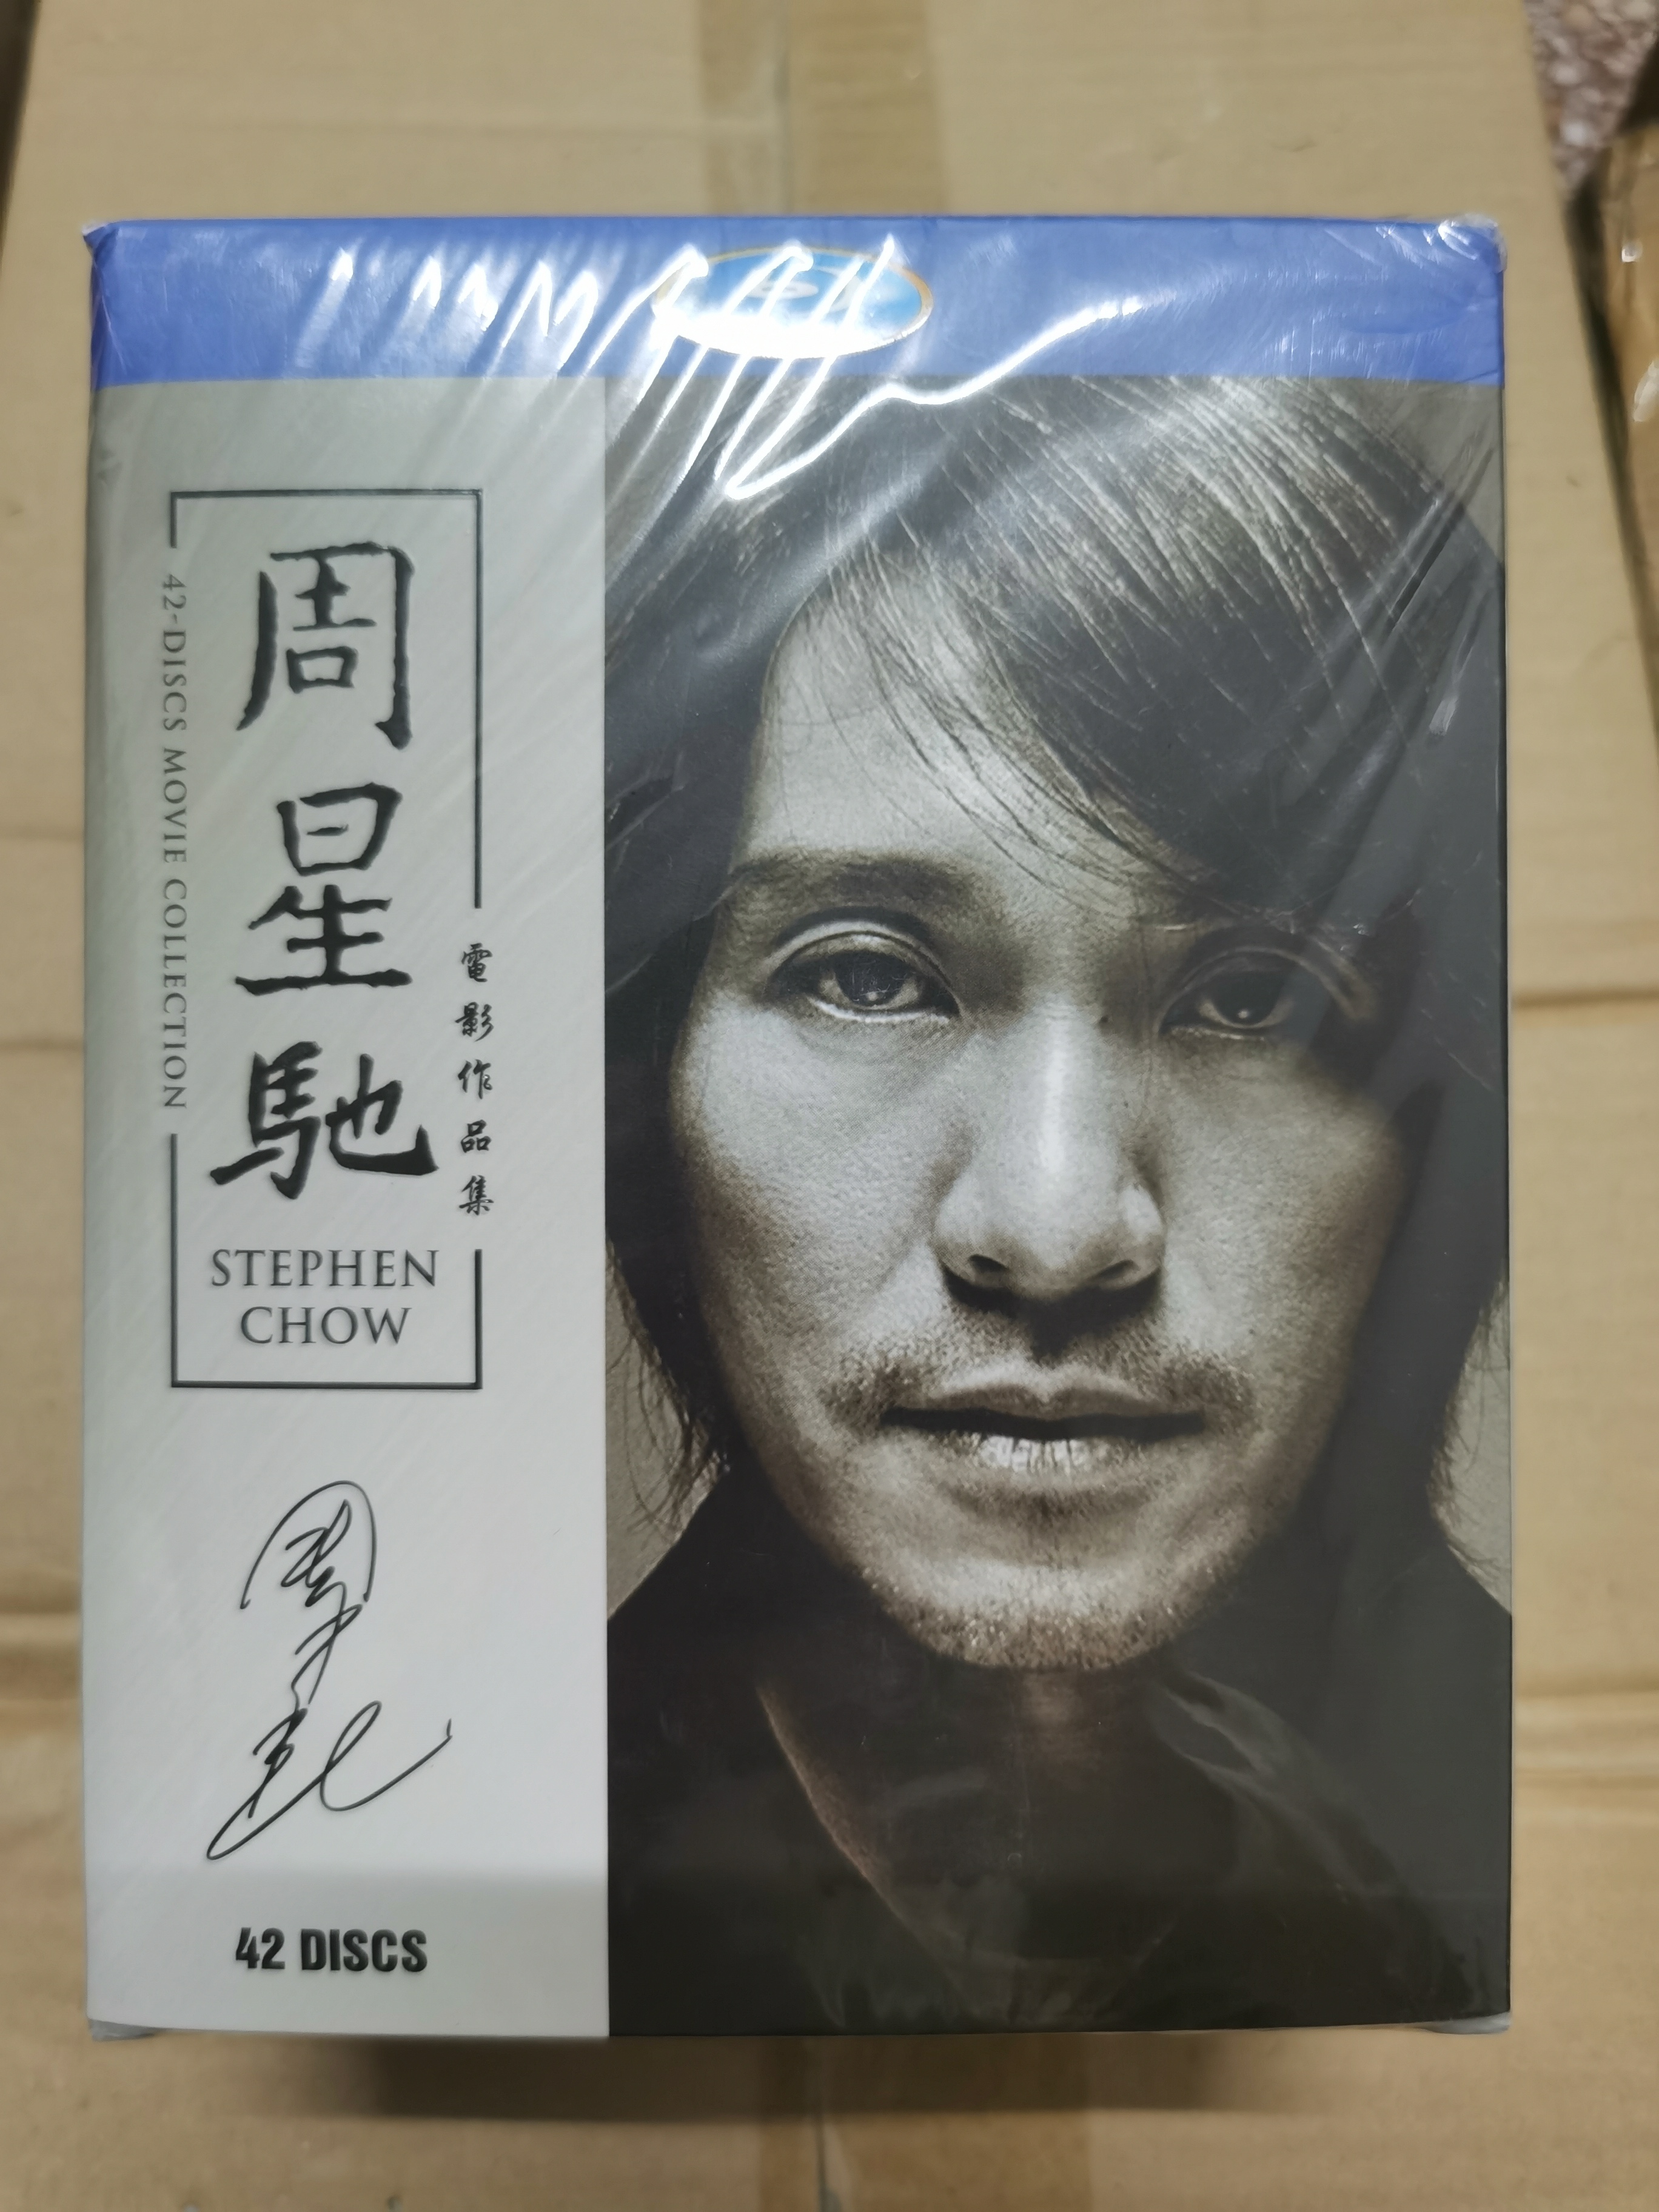 42-DISCS MOVIE COLLECTION
周星馳
電影作品集
STEPHEN
CHOW
42 DISCS